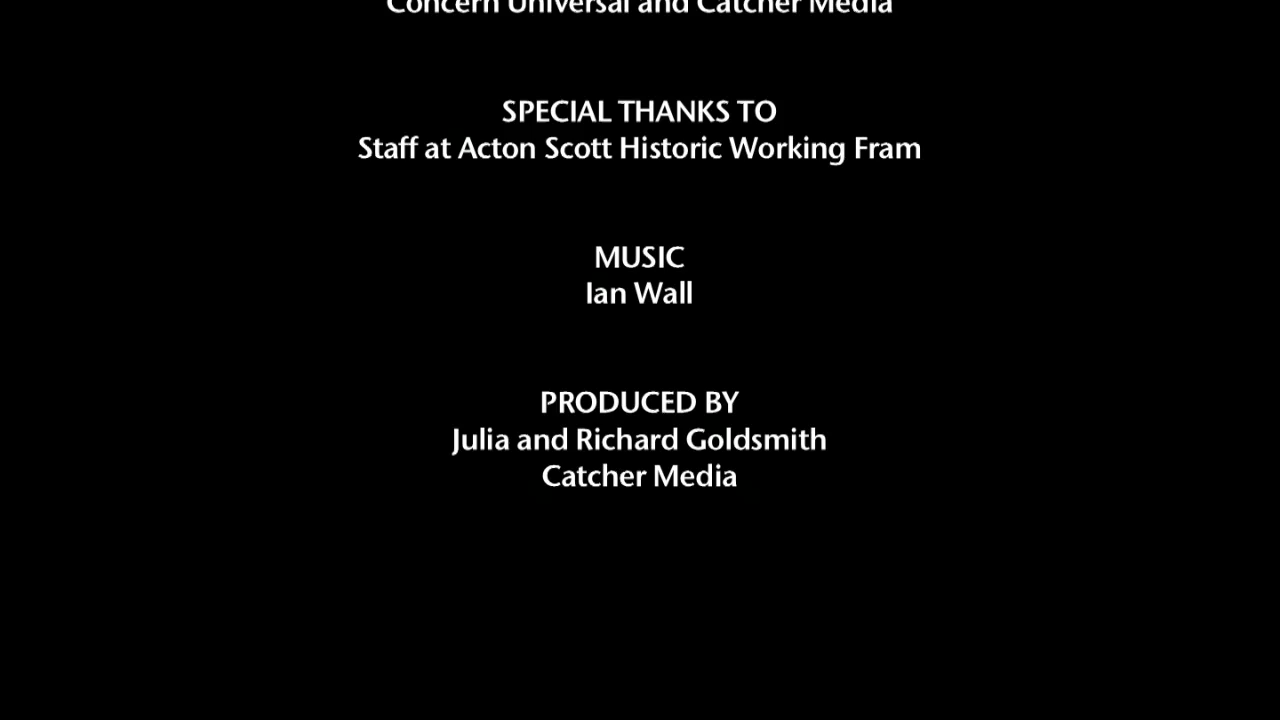 Concern Universal and Catcher Media
SPECIAL THANKS TO
Staff at Acton Scott Historic Working Fram
MUSIC
Ian Wall
PRODUCED BY
Julia and Richard Goldsmith
Catcher Media